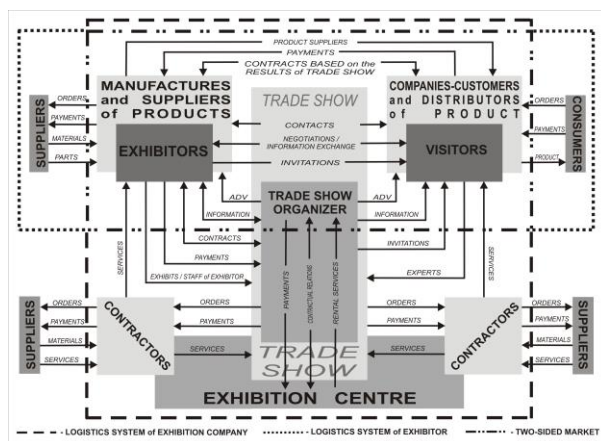 PRODUCT SUPPLIERS
PAYMENTS
CONTRACTS BASED on the
RESULTS of TRADE SHOW
MANUFACTURES
and SUPPLIERS
of PRODUCTS
TRADE SHOW
COMPANIES-CUSTOMERS
and DISTRIBUTORS
of PRODUCT
SUPPLIERS
ORDERS
PAYMENTS
MATERIALS
PARTS
EXHIBITORS
CONTACTS
NEGOTIATIONS /
INFORMATION EXCHANGE
INVITATIONS
VISITORS
ORDERS
PAYMENTS
PRODUCT
CONSUMERS
ADV
INFORMATION
TRADE SHOW
ORGANIZER
ADV
INFORMATION
CONTRACTS
PAYMENTS
EXHIBITS / STAFF of EXHIBITOR
INVITATIONS
EXPERTS
SERVICES
SERVICES
PAYMENTS
CONTRACTUAL RELATIONS
RENTAL SERVICES
SUPPLIERS
ORDERS
PAYMENTS
MATERIALS
SERVICES
CONTRACTORS
ORDERS
PAYMENTS
SERVICES
ORDERS
PAYMENTS
SERVICES
CONTRACTORS
ORDERS
PAYMENTS
MATERIALS
SERVICES
SUPPLIERS
TRADE
SHOW
EXHIBITION CENTRE
- LOGISTICS SYSTEM of EXHIBITION COMPANY
- LOGISTICS SYSTEM of EXHIBITOR
- TWO-SIDED MARKET